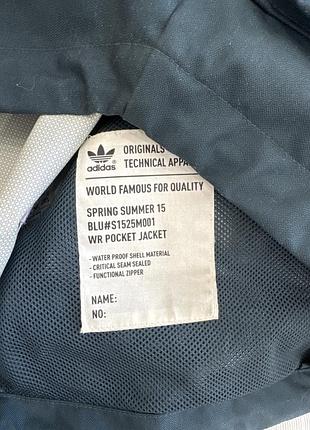 adidas
ORIGINALS
TECHNICAL
WORLD FAMOUS FOR QUALITY
SPRING SUMMER 15
BLU#S1525M001
WR POCKET JACKET
- WATER PROOF SHELL MATERIAL
- CRITICAL SEAM SEALED
- FUNCTIONAL ZIPPER
NAME:
NO: